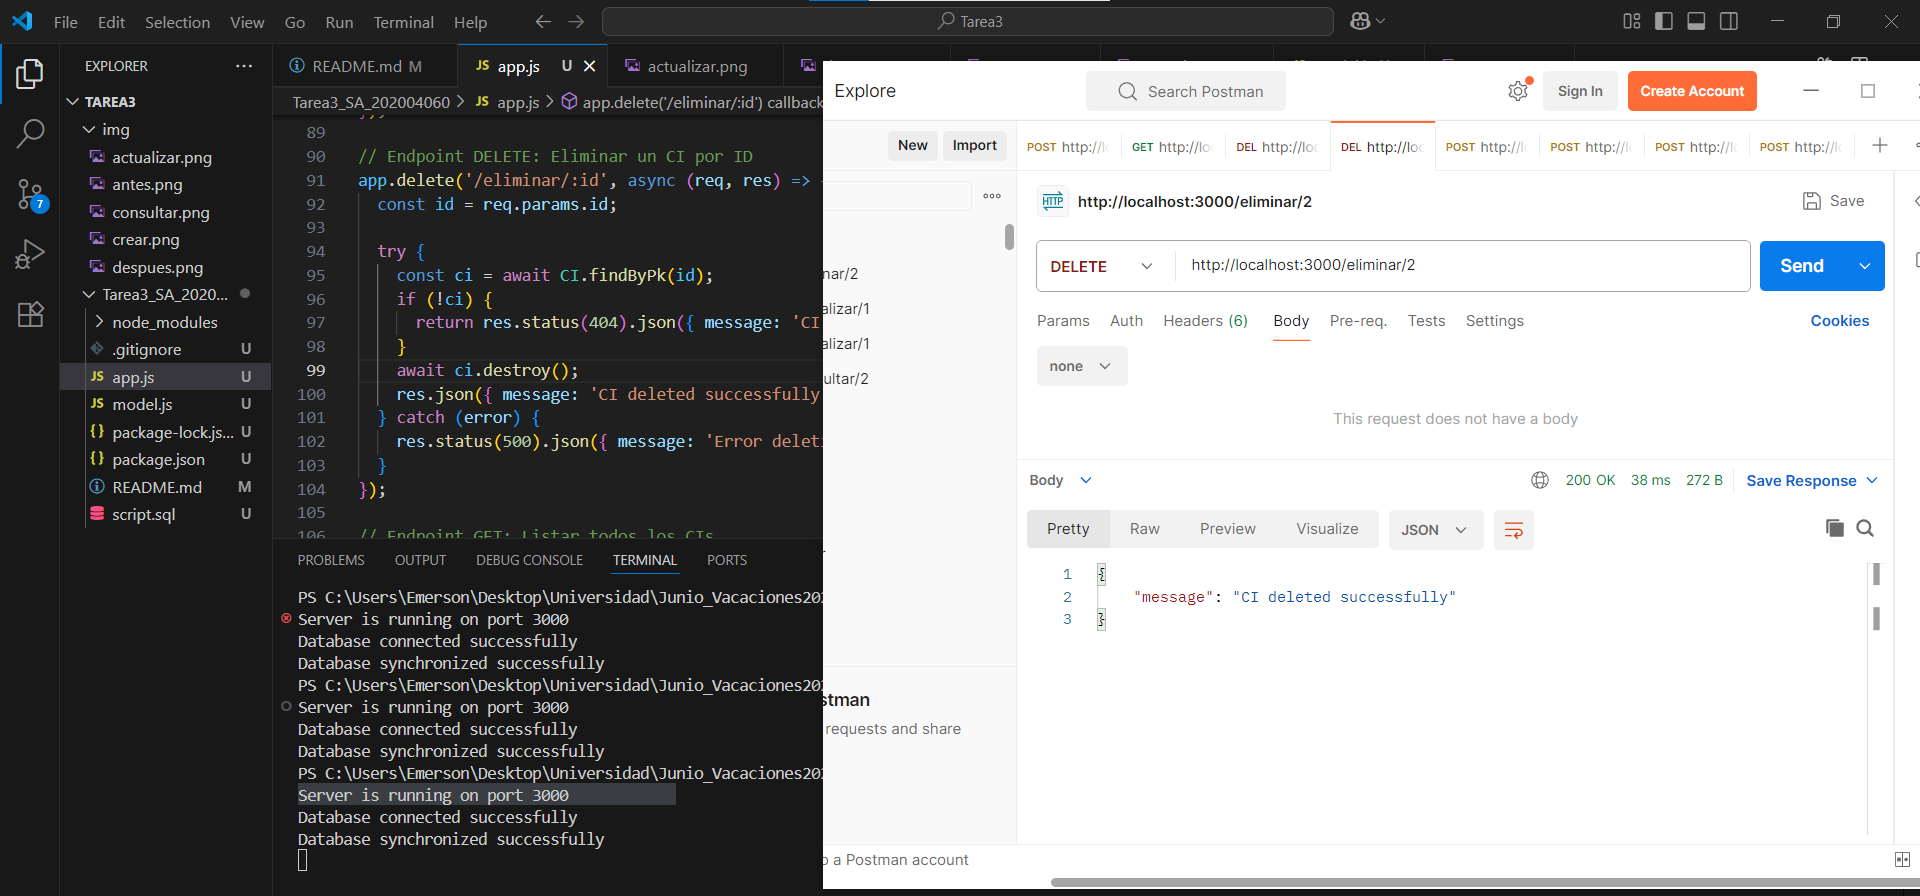 File Edit Selection View Go Run Terminal Help
Tarea3
EXPLORER
TAREA3
img
actualizar.png
antes.png
consultar.png
crear.png
despues.png
Tarea3_SA_2020...
node_modules
.gitignore U
JS app.js U
JS model.js U
{} package-lock.js... U
{} package.json U
README.md M
script.sql U
7
README.md M
JS app.js U
actualizar.png
Tarea3_SA_202004060 > JS app.js > app.delete('/eliminar/:id') callback
89
90 // Endpoint DELETE: Eliminar un CI por ID
91 app.delete('/eliminar/:id', async (req, res) =>
92 const id = req.params.id;
93
94 try {
95 const ci = await CI.findByPk(id);
96 if (!ci) {
97 return res.status(404).json({ message: 'CI
98 }
99 await ci.destroy();
100 res.json({ message: 'CI deleted successfully
101 } catch (error) {
102 res.status(500).json({ message: 'Error deleti
103 }
104 });
105
106 // Endpoint GET: Listar todos los CIs
PROBLEMS OUTPUT DEBUG CONSOLE TERMINAL PORTS
PS C:\Users\Emerson\Desktop\Universidad\Junio_Vacaciones202
Server is running on port 3000
Database connected successfully
Database synchronized successfully
PS C:\Users\Emerson\Desktop\Universidad\Junio_Vacaciones202
Server is running on port 3000
Database connected successfully
Database synchronized successfully
PS C:\Users\Emerson\Desktop\Universidad\Junio_Vacaciones202
Server is running on port 3000
Database connected successfully
Database synchronized successfully
Explore
Search Postman
Sign In
Create Account
New Import
POST http://l
GET http://loc
DEL http://loc
DEL http://loc
POST http://l
POST http://l
POST http://l
POST http://l
nar/2
alizar/1
alizar/1
ultar/2
stman
requests and share
a Postman account
HTTP http://localhost:3000/eliminar/2
Save
DELETE http://localhost:3000/eliminar/2
Send
Params Auth Headers (6) Body Pre-req. Tests Settings
Cookies
none
This request does not have a body
Body
200 OK 38 ms 272 B Save Response
Pretty Raw Preview Visualize JSON
1 {
2 "message": "CI deleted successfully"
3 }